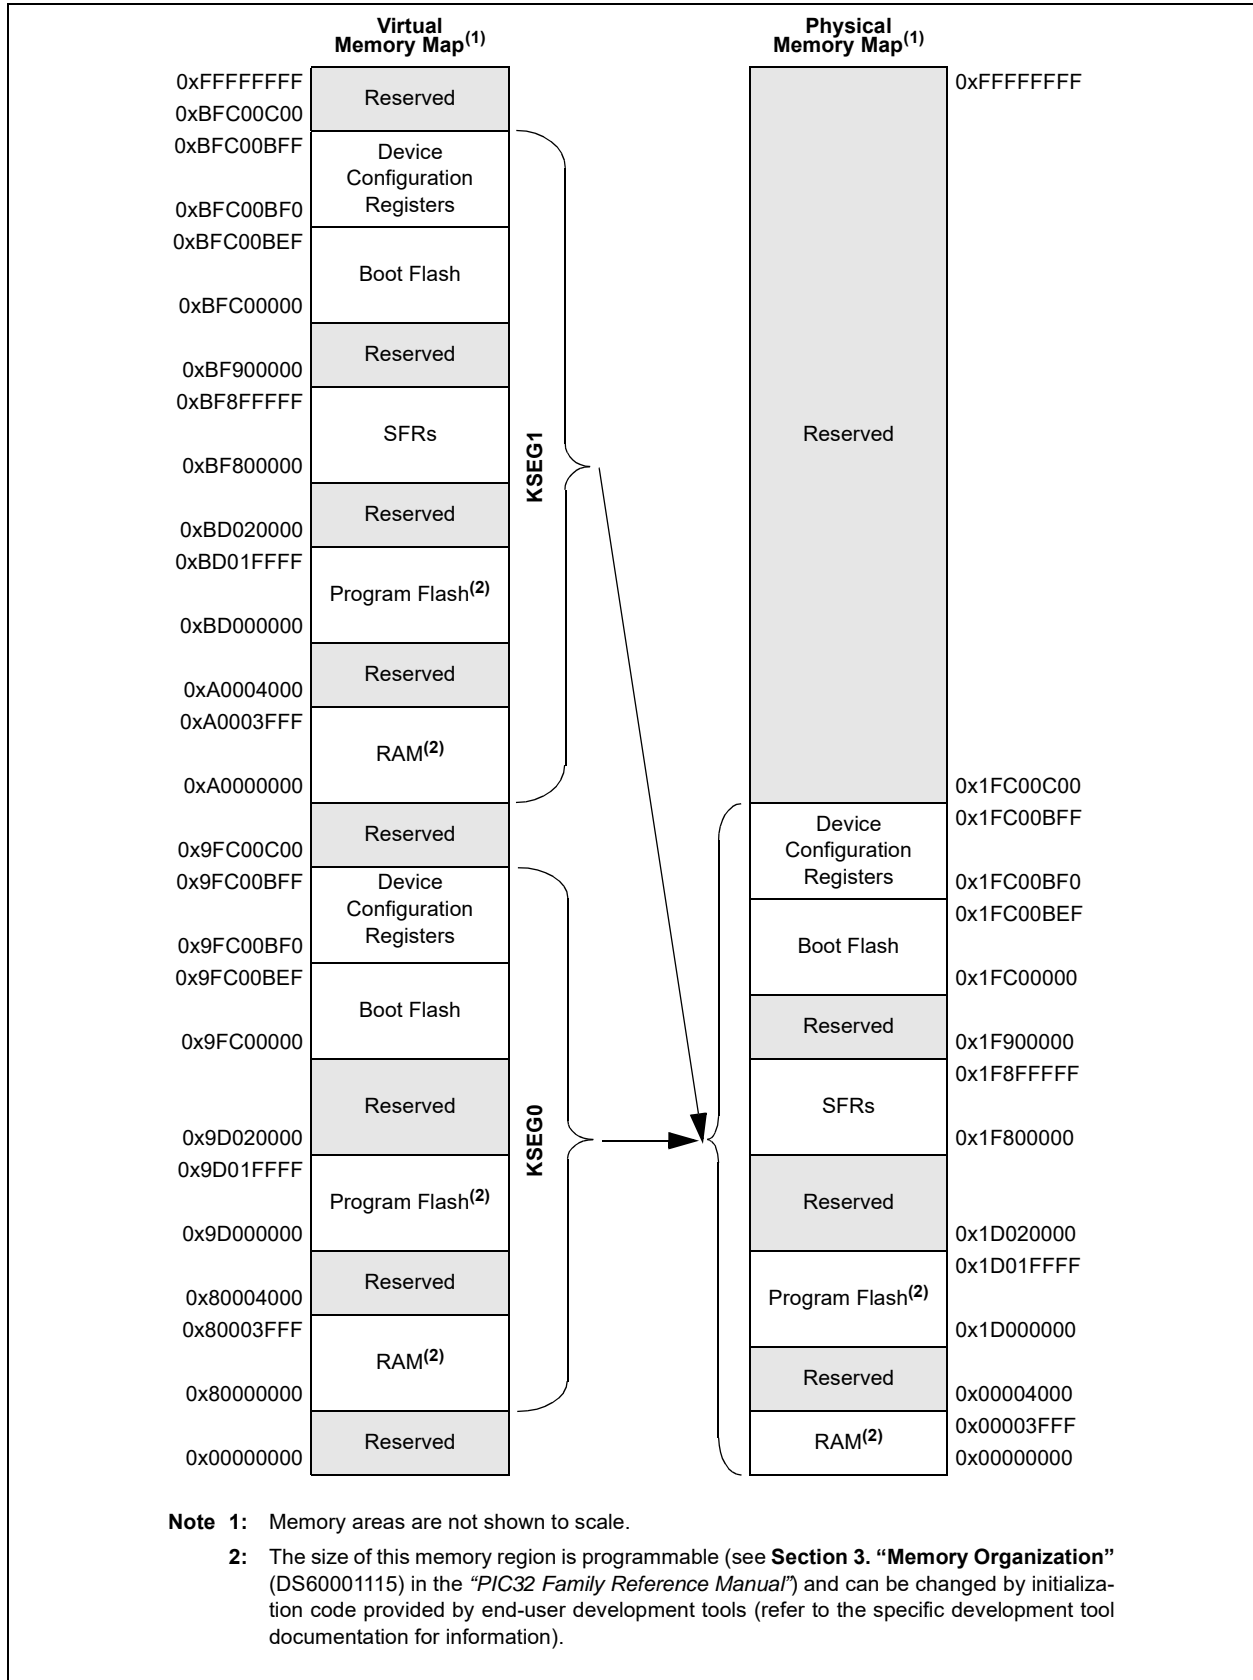 Virtual
Memory Map(1)
0xFFFFFFFF
Reserved
0xBFC00C00
0xBFC00BFF
Device
Configuration
Registers
0xBFC00BF0
0xBFC00BEF
Boot Flash
0xBFC00000
Reserved
0xBF900000
0xBF8FFFFF
SFRs
0xBF800000
Reserved
0xBD020000
0xBD01FFFF
Program Flash(2)
0xBD000000
Reserved
0xA0004000
0xA0003FFF
RAM(2)
0xA0000000
KSEG1
Reserved
0x9FC00C00
0x9FC00BFF
Device
Configuration
Registers
0x9FC00BF0
0x9FC00BEF
Boot Flash
0x9FC00000
Reserved
0x9D020000
0x9D01FFFF
Program Flash(2)
0x9D000000
Reserved
0x80004000
0x80003FFF
RAM(2)
0x80000000
KSEG0
Reserved
0x00000000
Physical
Memory Map(1)
0xFFFFFFFF
Reserved
0x1FC00C00
0x1FC00BFF
Device
Configuration
Registers
0x1FC00BF0
0x1FC00BEF
Boot Flash
0x1FC00000
Reserved
0x1F900000
0x1F8FFFFF
SFRs
0x1F800000
Reserved
0x1D020000
0x1D01FFFF
Program Flash(2)
0x1D000000
Reserved
0x00004000
0x00003FFF
RAM(2)
0x00000000
Note 1: Memory areas are not shown to scale.
2: The size of this memory region is programmable (see Section 3. “Memory Organization”
(DS60001115) in the “PIC32 Family Reference Manual”) and can be changed by initializa-
tion code provided by end-user development tools (refer to the specific development tool
documentation for information).